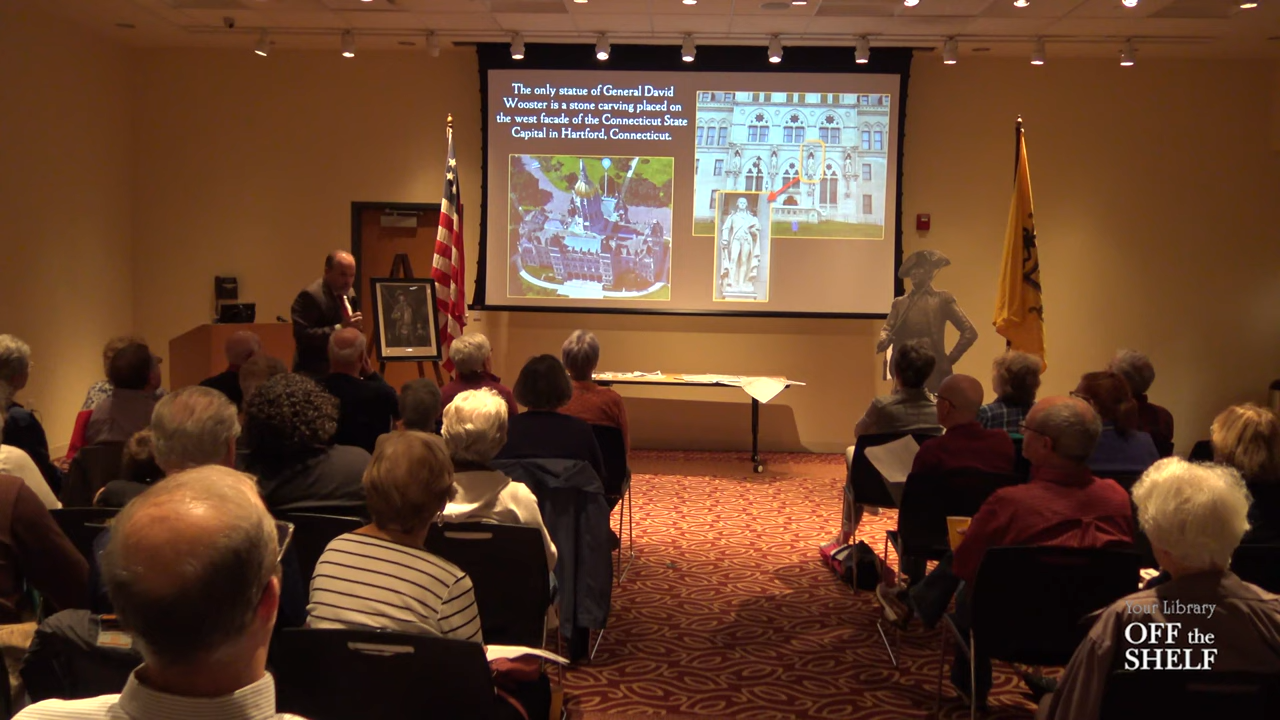 The only statue of General David
Wooster is a stone carving placed on
the west facade of the Connecticut State
Capital in Hartford, Connecticut.
Your Library
OFF the
SHELF